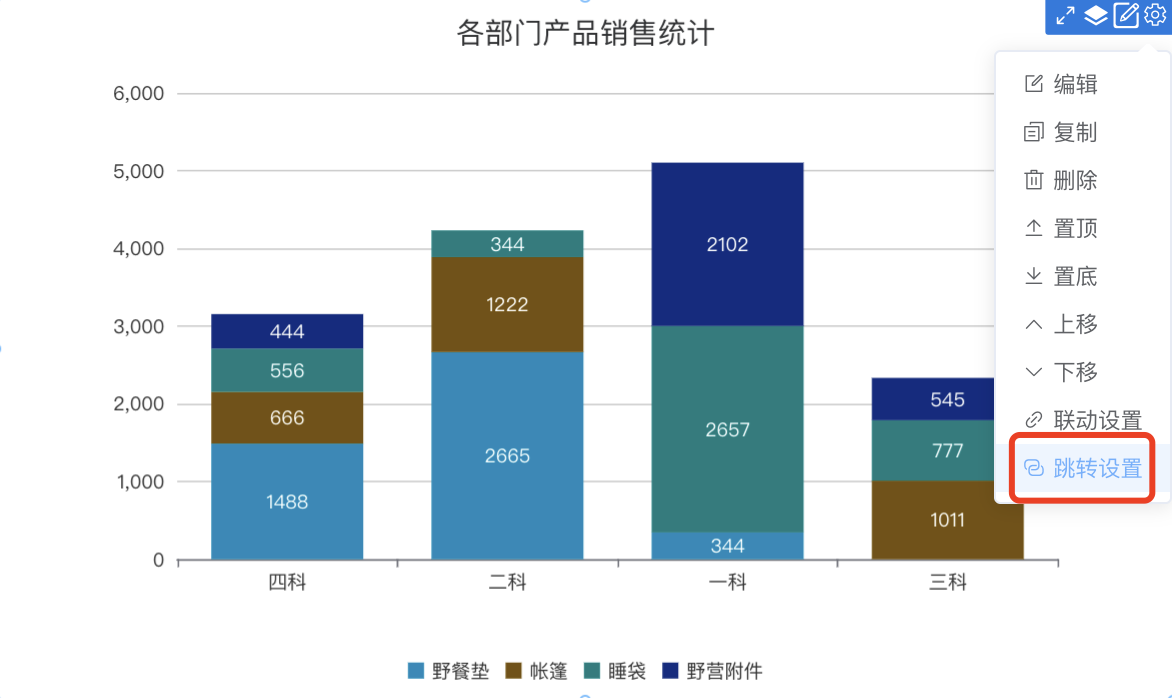 各部门产品销售统计
编辑
复制
删除
置顶
置底
上移
下移
联动设置
跳转设置
6,000
5,000
4,000
3,000
2,000
1,000
0
444
556
666
1488
344
1222
2665
2102
2657
344
545
777
1011
四科 二科 一科 三科
野餐垫 帐篷 睡袋 野营附件